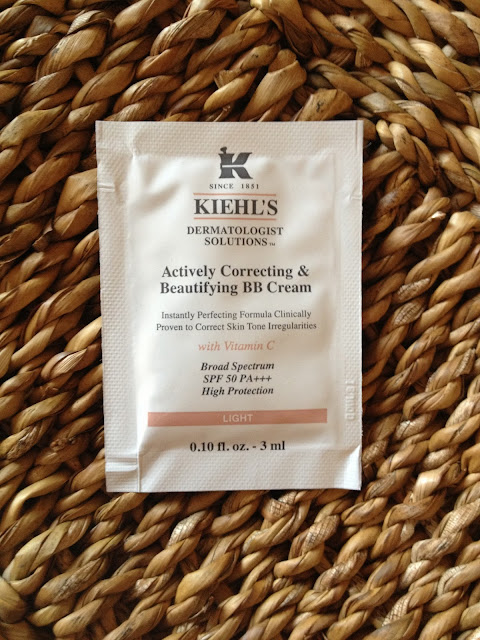 K
SINCE 1851
KIEHL'S
DERMATOLOGIST
SOLUTIONS™
Actively Correcting &
Beautifying BB Cream
Instantly Perfecting Formula Clinically
Proven to Correct Skin Tone Irregularities
with Vitamin C
Broad Spectrum
SPF 50 PA+++
High Protection
LIGHT
0.10 fl. oz. - 3 ml